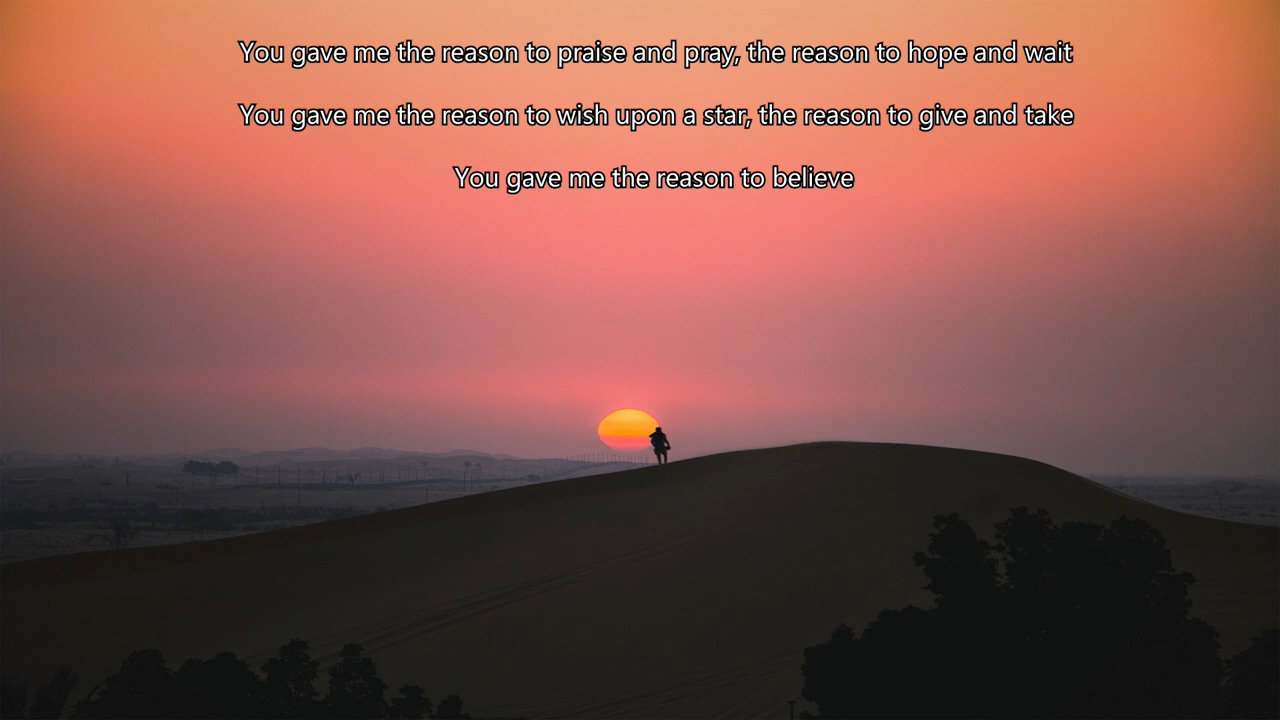 You gave me the reason to praise and pray, the reason to hope and wait
You gave me the reason to wish upon a star, the reason to give and take
You gave me the reason to believe